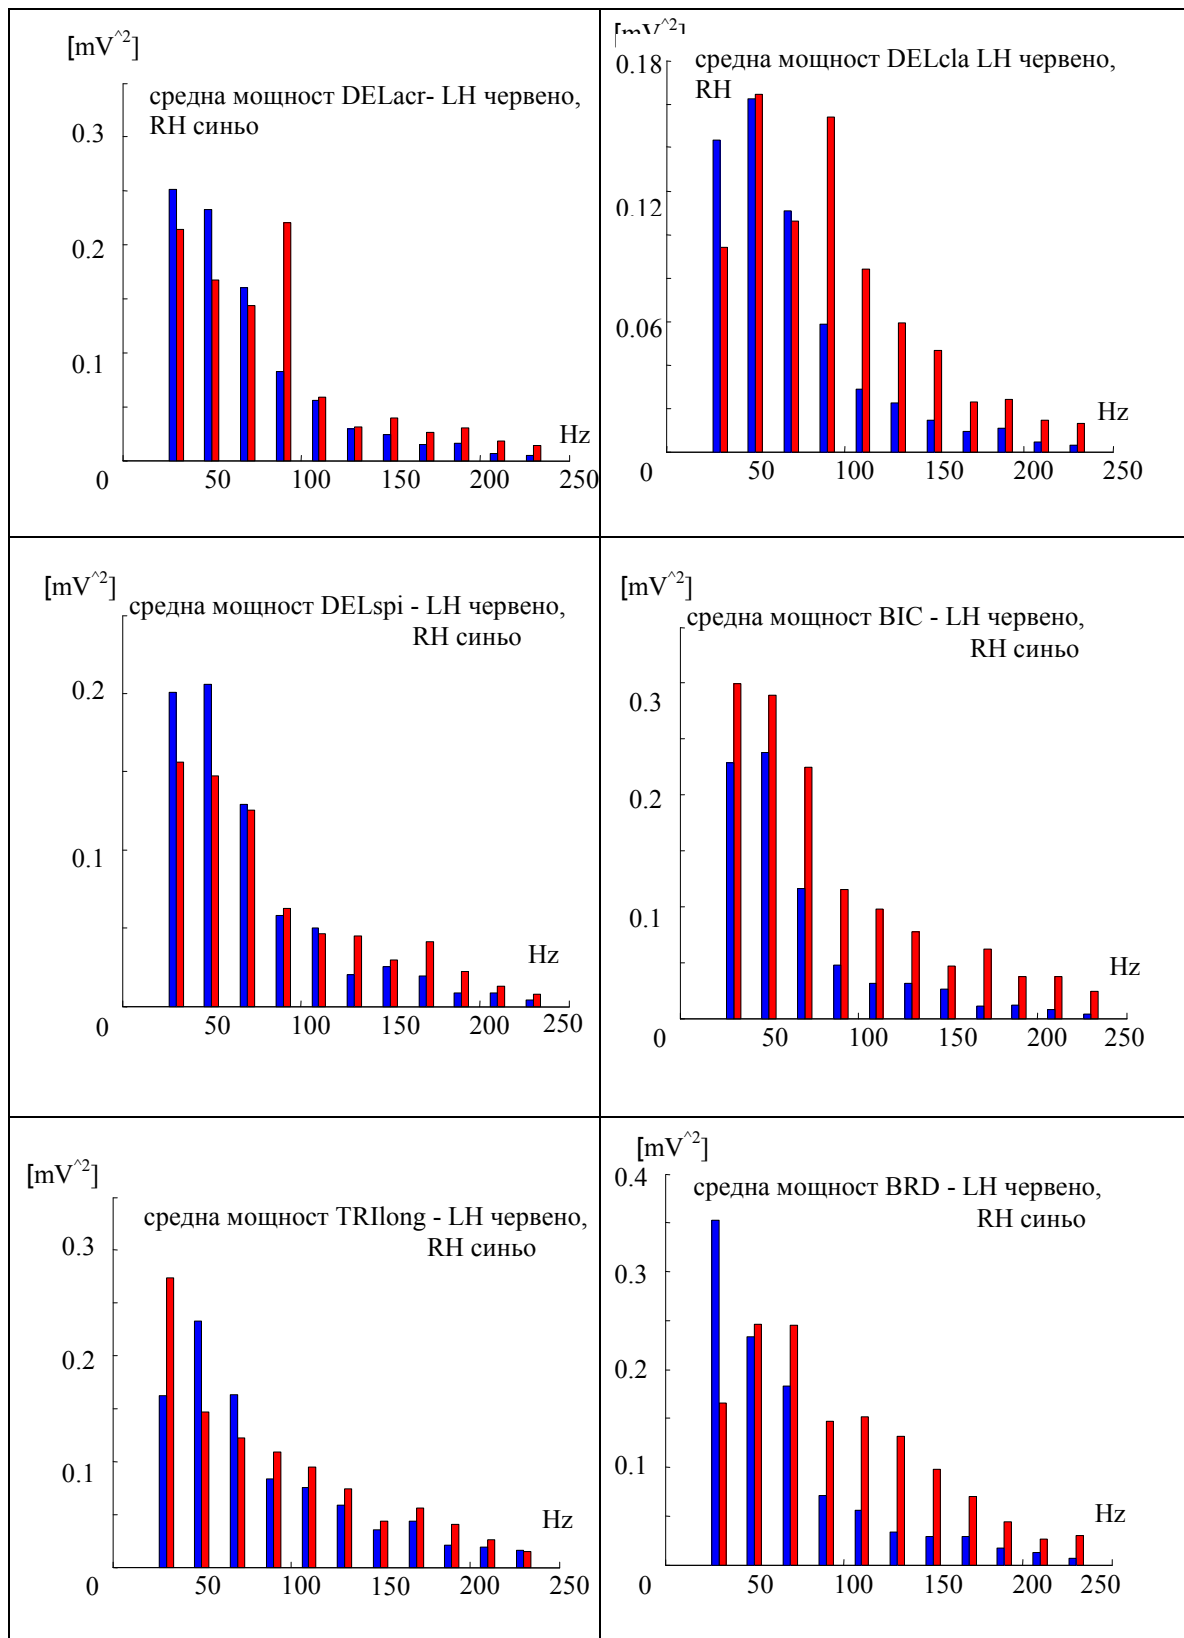 [mV^2]
средна мощност DELacr- LH червено,
RH синьо
0.3
0.2
0.1
Hz
0 50 100 150 200 250
[mV^2]
0.18
средна мощност DELcla LH червено,
RH
0.12
0.06
Hz
0 50 100 150 200 250
[mV^2]
средна мощност DELspi - LH червено,
RH синьо
0.2
0.1
Hz
0 50 100 150 200 250
[mV^2]
средна мощност BIC - LH червено,
RH синьо
0.3
0.2
0.1
Hz
0 50 100 150 200 250
[mV^2]
средна мощност TRIlong - LH червено,
RH синьо
0.3
0.2
0.1
Hz
0 50 100 150 200 250
[mV^2]
0.4
средна мощност BRD - LH червено,
RH синьо
0.3
0.2
0.1
Hz
0 50 100 150 200 250